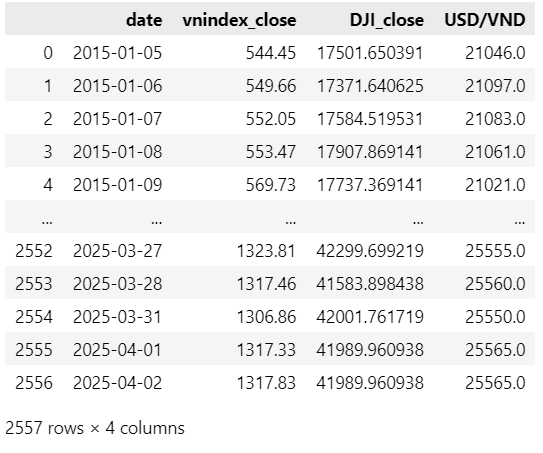 date vnindex_close DJI_close USD/VND
0 2015-01-05 544.45 17501.650391 21046.0
1 2015-01-06 549.66 17371.640625 21097.0
2 2015-01-07 552.05 17584.519531 21083.0
3 2015-01-08 553.47 17907.869141 21061.0
4 2015-01-09 569.73 17737.369141 21021.0
... ... ... ... ...
2552 2025-03-27 1323.81 42299.699219 25555.0
2553 2025-03-28 1317.46 41583.898438 25560.0
2554 2025-03-31 1306.86 42001.761719 25550.0
2555 2025-04-01 1317.33 41989.960938 25565.0
2556 2025-04-02 1317.83 41989.960938 25565.0
2557 rows × 4 columns